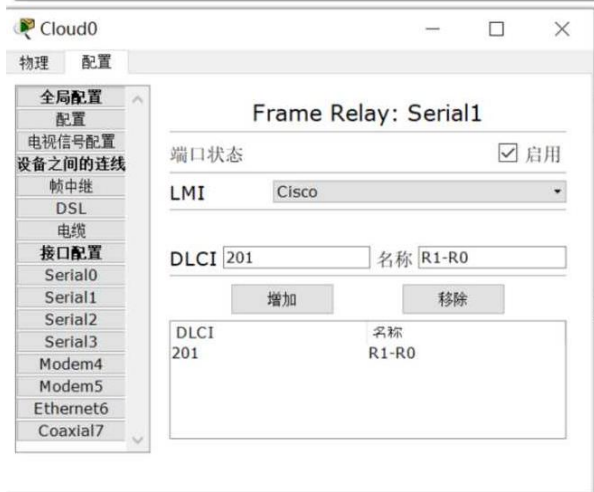 Cloud0
物理 配置
全局配置
配置
电视信号配置
设备之间的连线
帧中继
DSL
电缆
接口配置
Serial0
Serial1
Serial2
Serial3
Modem4
Modem5
Ethernet6
Coaxial7
Frame Relay: Serial1
端口状态 启用
LMI Cisco
DLCI 201 名称 R1-R0
增加 移除
DLCI 名称
201 R1-R0